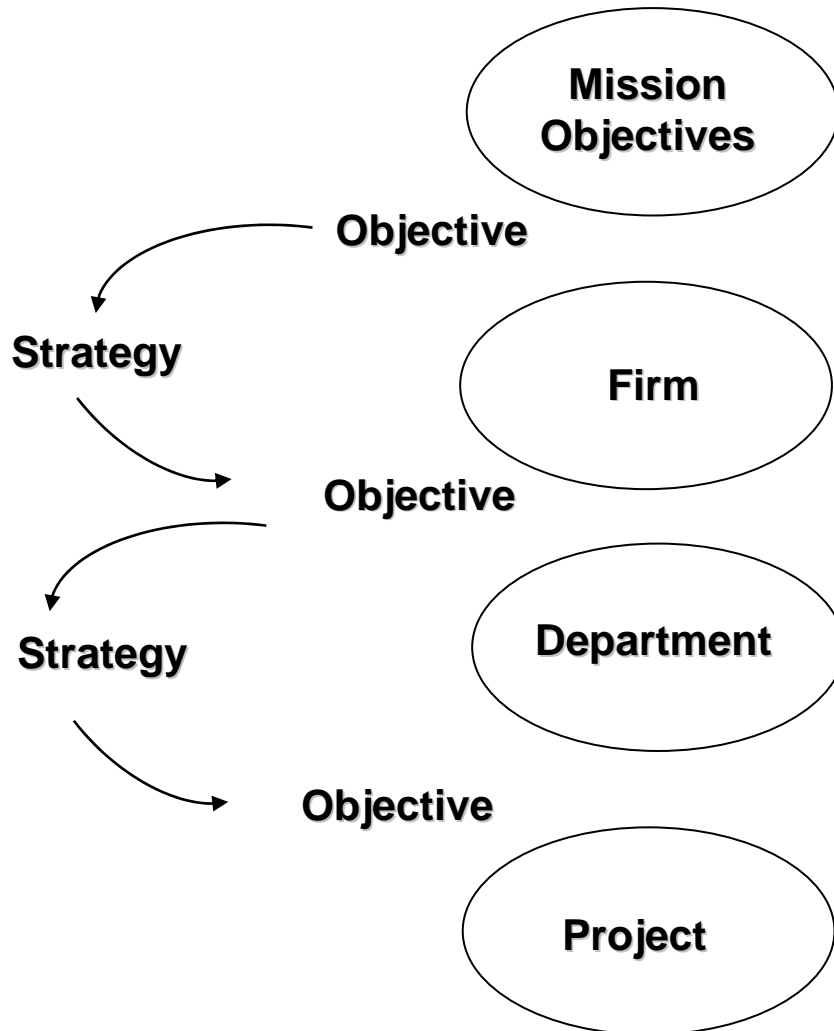 Mission
Objectives
Objective
Strategy
Firm
Objective
Strategy
Department
Objective
Project